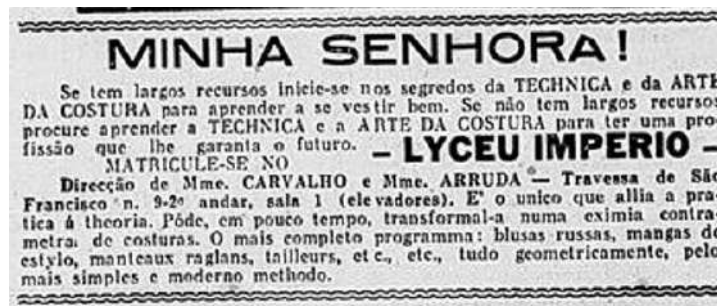 MINHA SENHORA!
Se tem largos recursos inicie-se nos segredos da TECHNICA e da ARTE
DA COSTURA para aprender a se vestir bem. Se não tem largos recursos
procure aprender a TECHNICA e a ARTE DA COSTURA para ter uma pro-
fissão que lhe garanta o futuro.
MATRICULE-SE NO
– LYCEU IMPERIO –
Direcção de Mme. CARVALHO e Mme. ARRUDA — Travessa de São
Francisco n. 9-2º andar, sala 1 (elevadores). E' o unico que allia a pra-
tica á theoria. Póde, em pouco tempo, transformal-a numa eximia contra-
metra: de costuras. O mais completo programma: blusas russas, mangas de
estylo, manteaux raglans, tailleurs, etc., etc., tudo geometricamente, pelo
mais simples e moderno methodo.